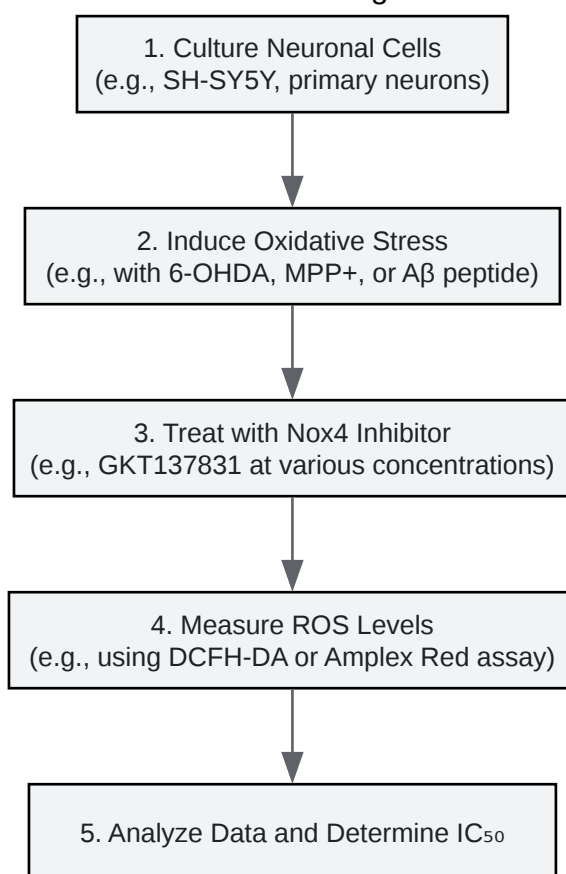 1. Culture Neuronal Cells
(e.g., SH-SY5Y, primary neurons)
2. Induce Oxidative Stress
(e.g., with 6-OHDA, MPP+, or Aβ peptide)
3. Treat with Nox4 Inhibitor
(e.g., GKT137831 at various concentrations)
4. Measure ROS Levels
(e.g., using DCFH-DA or Amplex Red assay)
5. Analyze Data and Determine IC₅₀